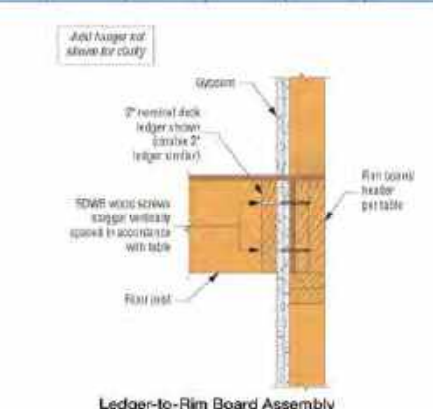 Joist hanger not
shown for clarity
Gypsum
2" nominal deck
ledger shown
(double 2"
ledger similar)
Rim board/
header
per table
SDWS wood screws
stagger vertically
spaced in accordance
with table
Floor joist
Ledger-to-Rim Board Assembly